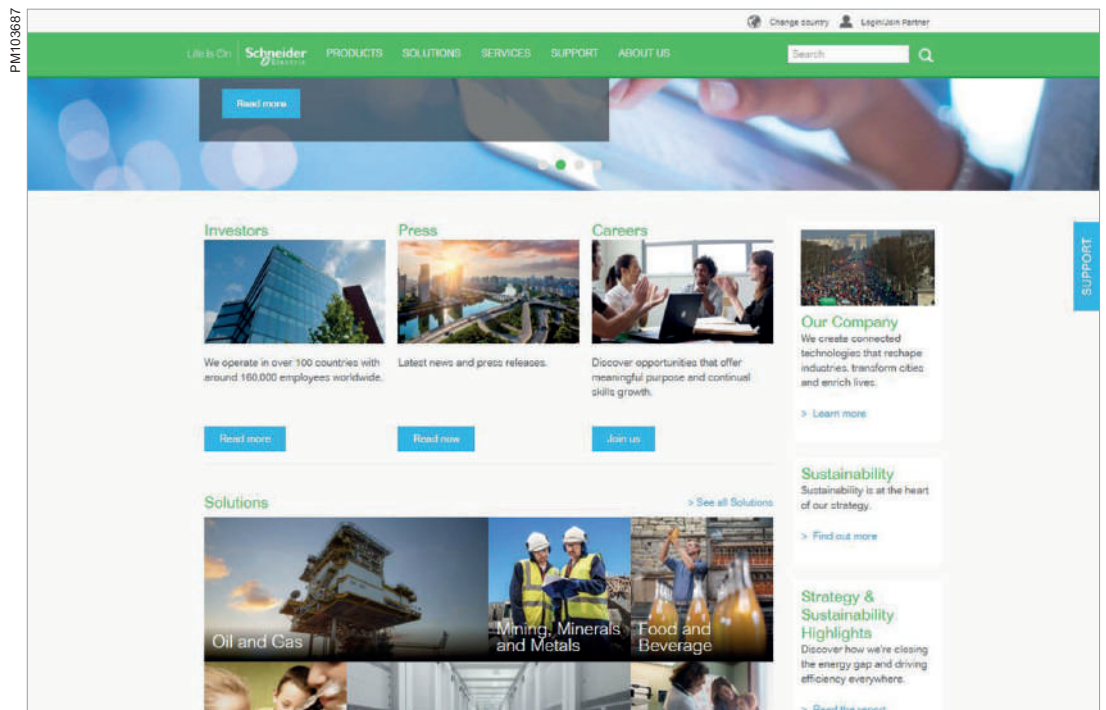 PM103687
Change country
Login/Join Partner
Life Is On
Schneider
Electric
PRODUCTS
SOLUTIONS
SERVICES
SUPPORT
ABOUT US
Search
Read more
SUPPORT
Investors
We operate in over 100 countries with
around 160,000 employees worldwide.
Read more
Press
Latest news and press releases.
Read now
Careers
Discover opportunities that offer
meaningful purpose and continual
skills growth.
Join us
Our Company
We create connected
technologies that reshape
industries, transform cities
and enrich lives.
> Learn more
Sustainability
Sustainability is at the heart
of our strategy.
> Find out more
Strategy &
Sustainability
Highlights
Discover how we're closing
the energy gap and driving
efficiency everywhere.
> Read the report
Solutions
> See all Solutions
Oil and Gas
Mining, Minerals
and Metals
Food and
Beverage